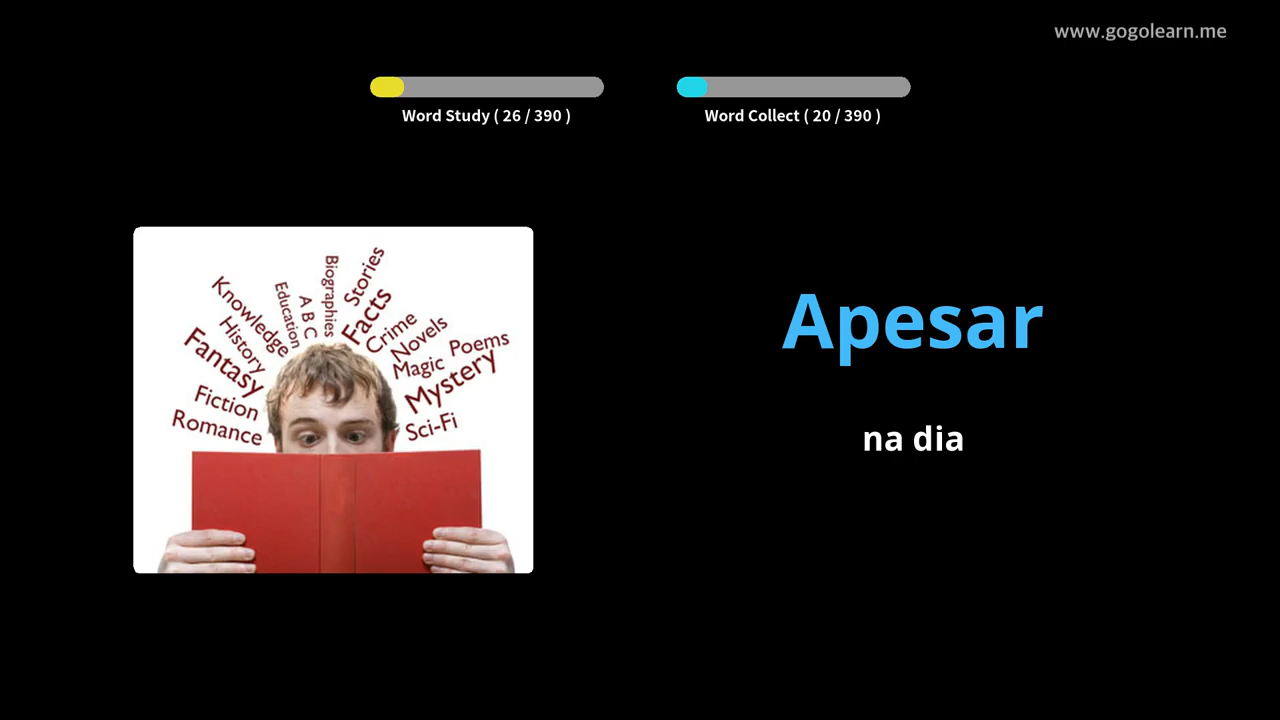 www.gogolearn.me
Word Study ( 26 / 390 )
Word Collect ( 20 / 390 )
Biographies
Stories
Knowledge
Education
A B C
Facts
Crime
History
Novels
Poems
Fantasy
Magic
Mystery
Fiction
Romance
Sci-Fi
Apesar
na dia